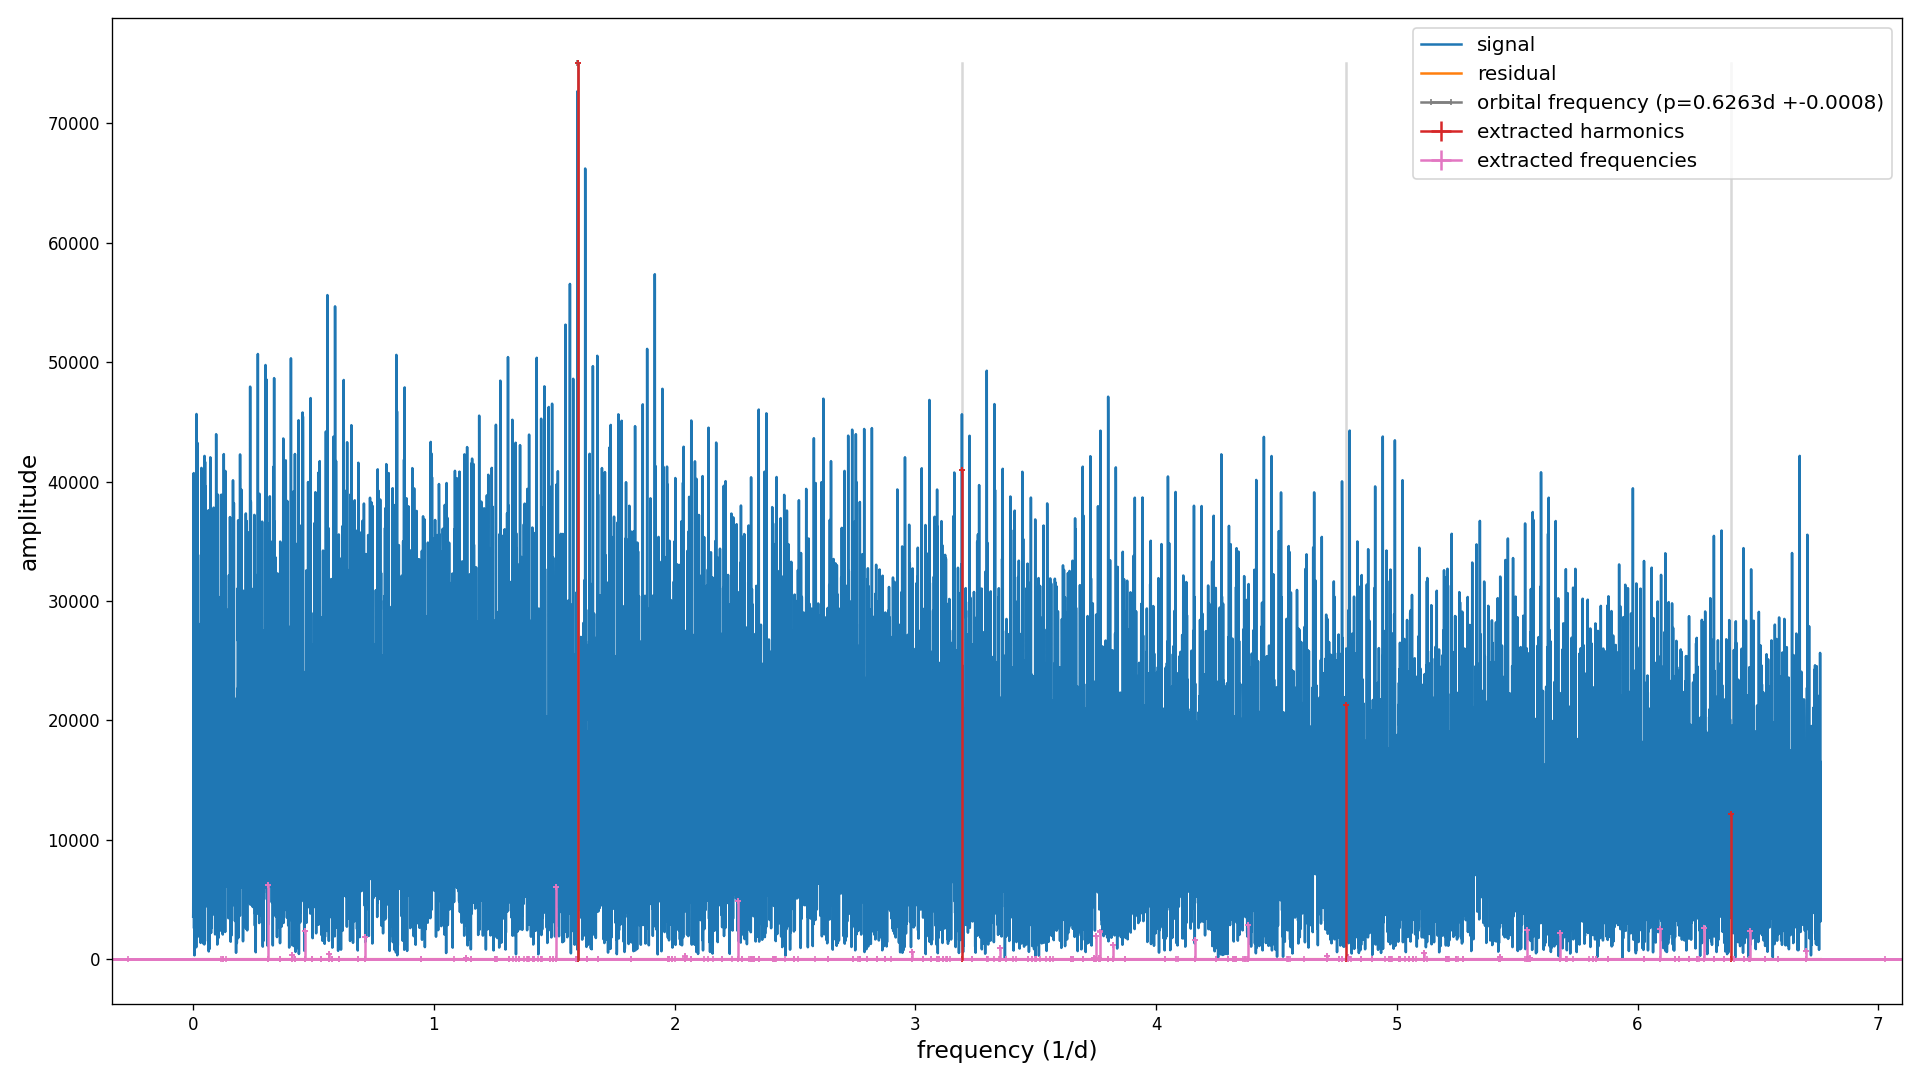 signal
residual
orbital frequency (p=0.6263d +-0.0008)
extracted harmonics
extracted frequencies
amplitude
70000
60000
50000
40000
30000
20000
10000
0
0 1 2 3 4 5 6 7
frequency (1/d)